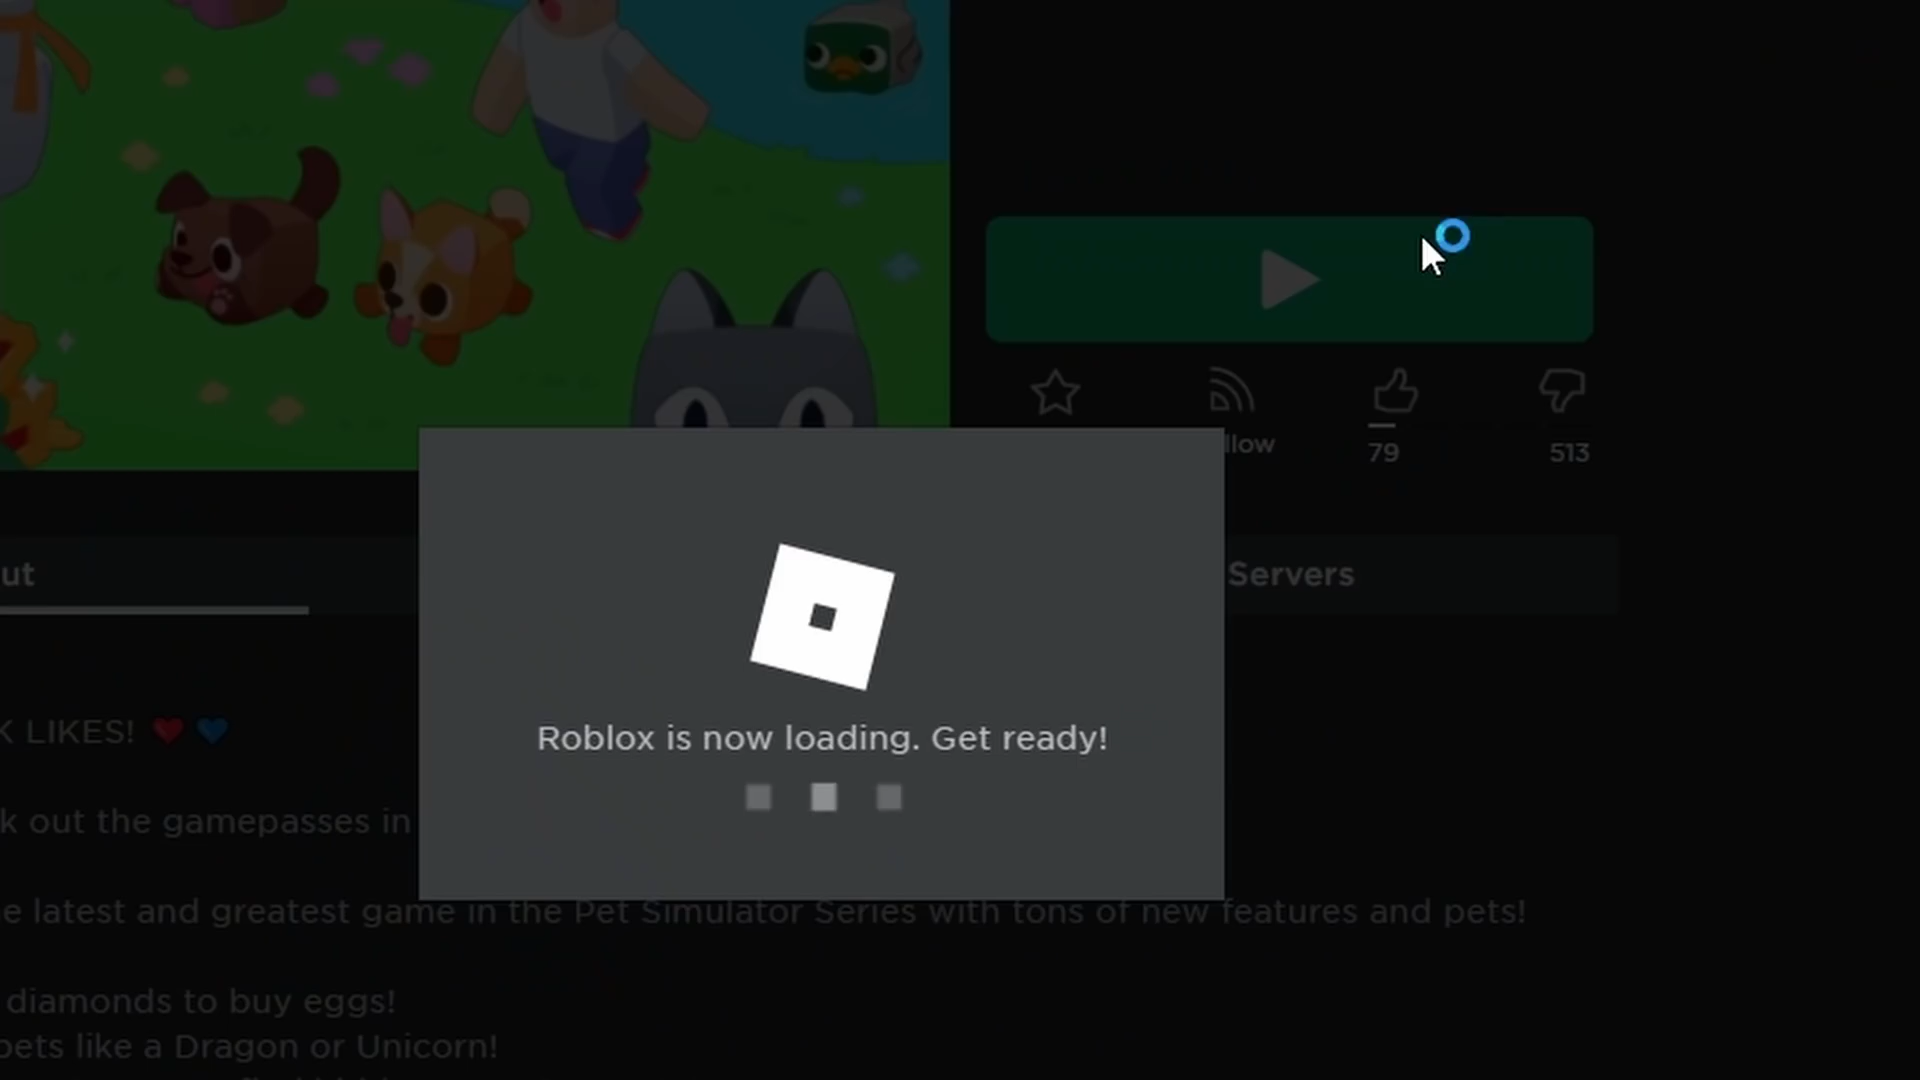 llow
79
513
ut
Servers
K LIKES! ❤️ 💙
Roblox is now loading. Get ready!
k out the gamepasses in
e latest and greatest game in the Pet Simulator Series with tons of new features and pets!
diamonds to buy eggs!
pets like a Dragon or Unicorn!